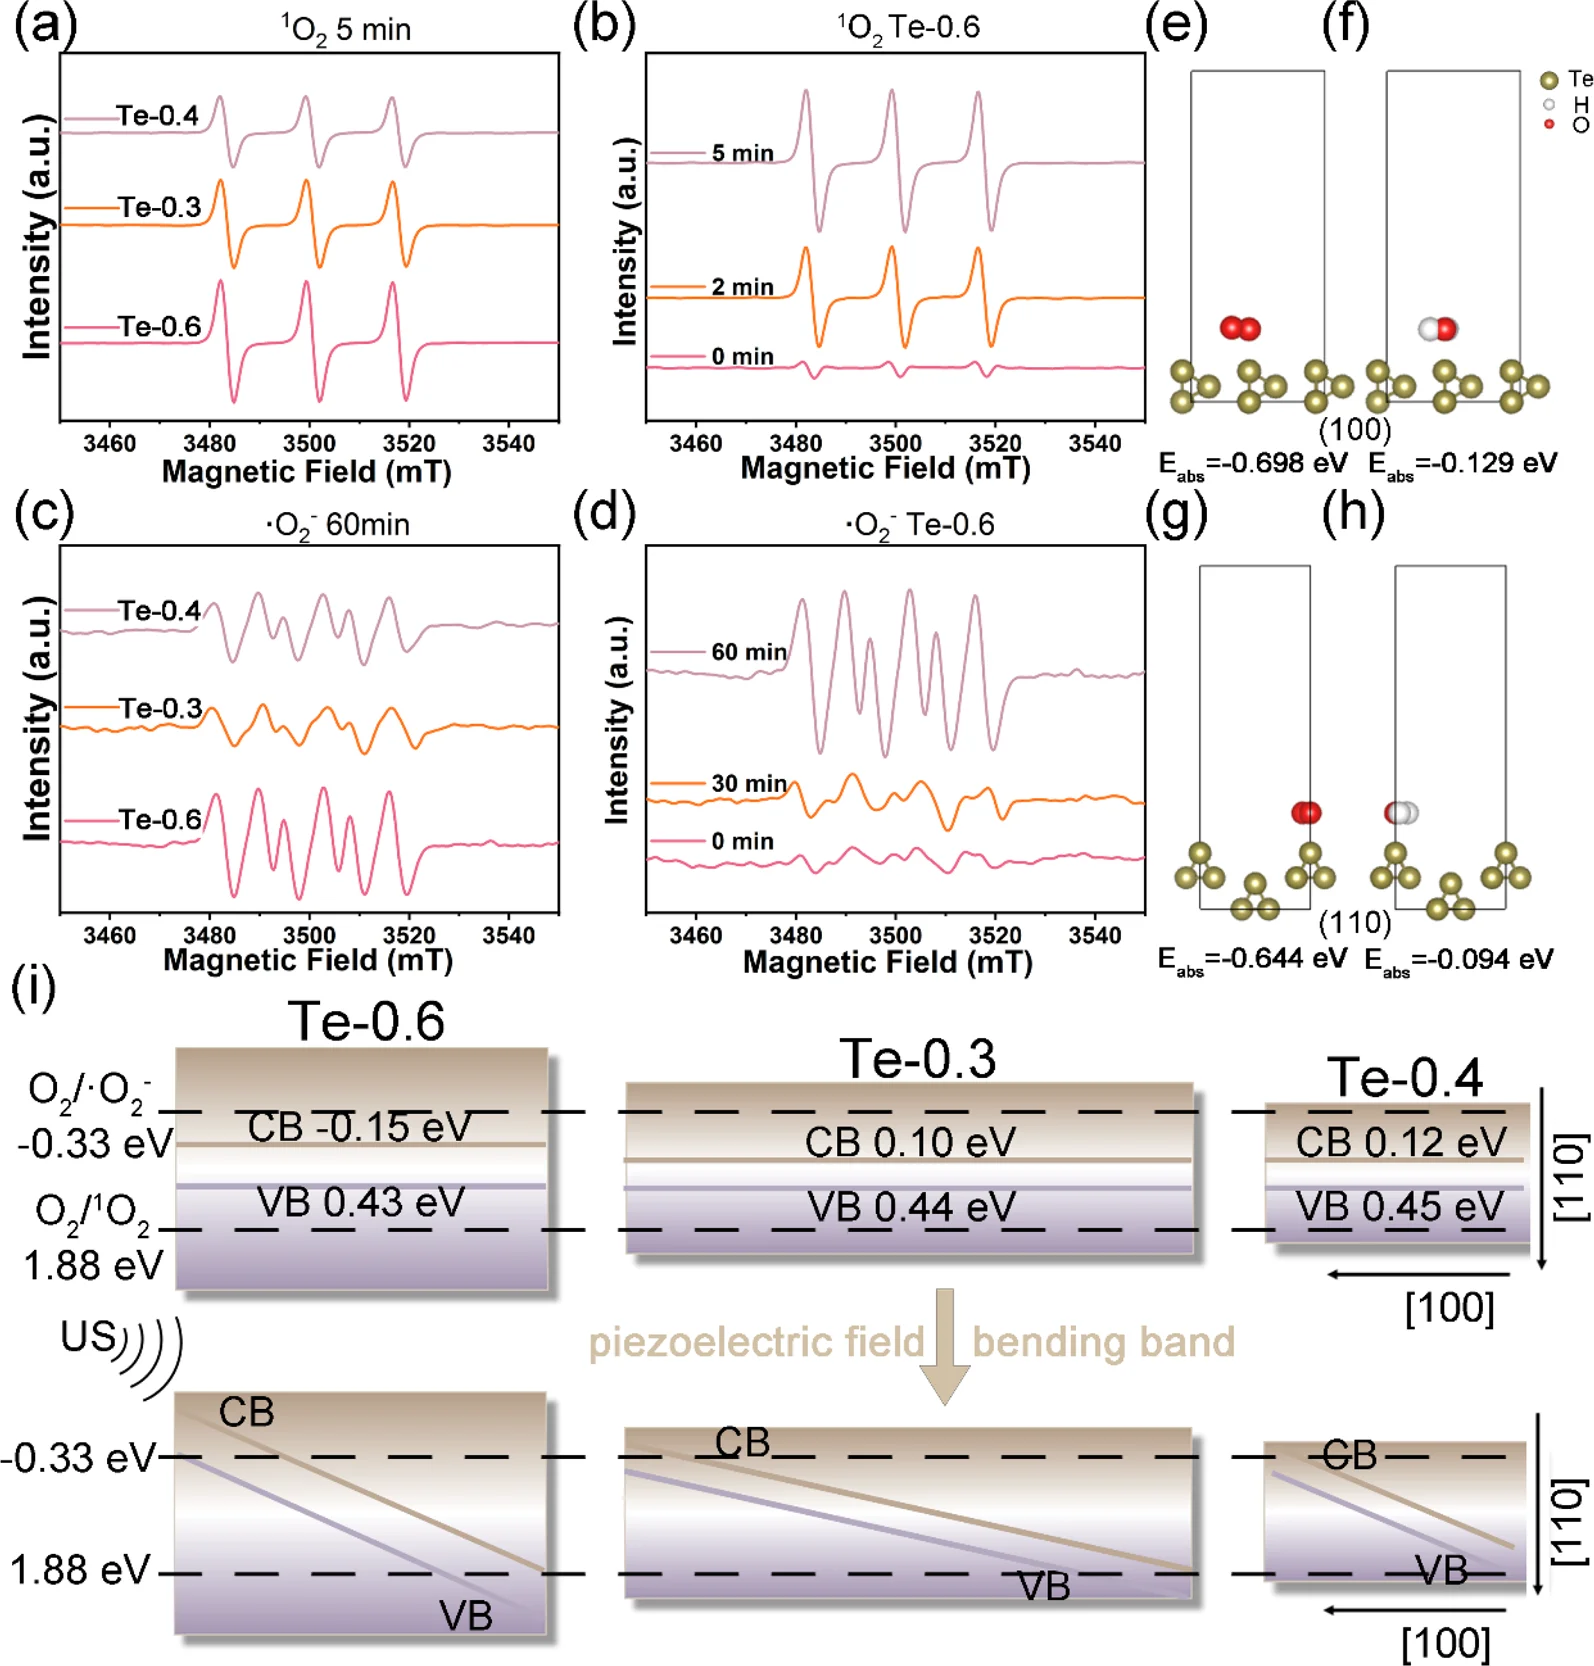 (a)
¹O₂ 5 min
Te-0.4
Te-0.3
Te-0.6
Intensity (a.u.)
3460 3480 3500 3520 3540
Magnetic Field (mT)
(b)
¹O₂ Te-0.6
5 min
2 min
0 min
Intensity (a.u.)
3460 3480 3500 3520 3540
Magnetic Field (mT)
(e)
(f)
Te
H
O
(100)
Eabs=-0.698 eV Eabs=-0.129 eV
(c)
·O₂⁻ 60min
Te-0.4
Te-0.3
Te-0.6
Intensity (a.u.)
3460 3480 3500 3520 3540
Magnetic Field (mT)
(d)
·O₂⁻ Te-0.6
60 min
30 min
0 min
Intensity (a.u.)
3460 3480 3500 3520 3540
Magnetic Field (mT)
(g)
(h)
(110)
Eabs=-0.644 eV Eabs=-0.094 eV
(i)
Te-0.6
Te-0.3
Te-0.4
O₂/·O₂⁻
-0.33 eV
CB -0.15 eV
CB 0.10 eV
CB 0.12 eV
O₂/¹O₂
1.88 eV
VB 0.43 eV
VB 0.44 eV
VB 0.45 eV
[110]
[100]
US
piezoelectric field bending band
CB
CB
CB
-0.33 eV
1.88 eV
VB
VB
VB
[110]
[100]